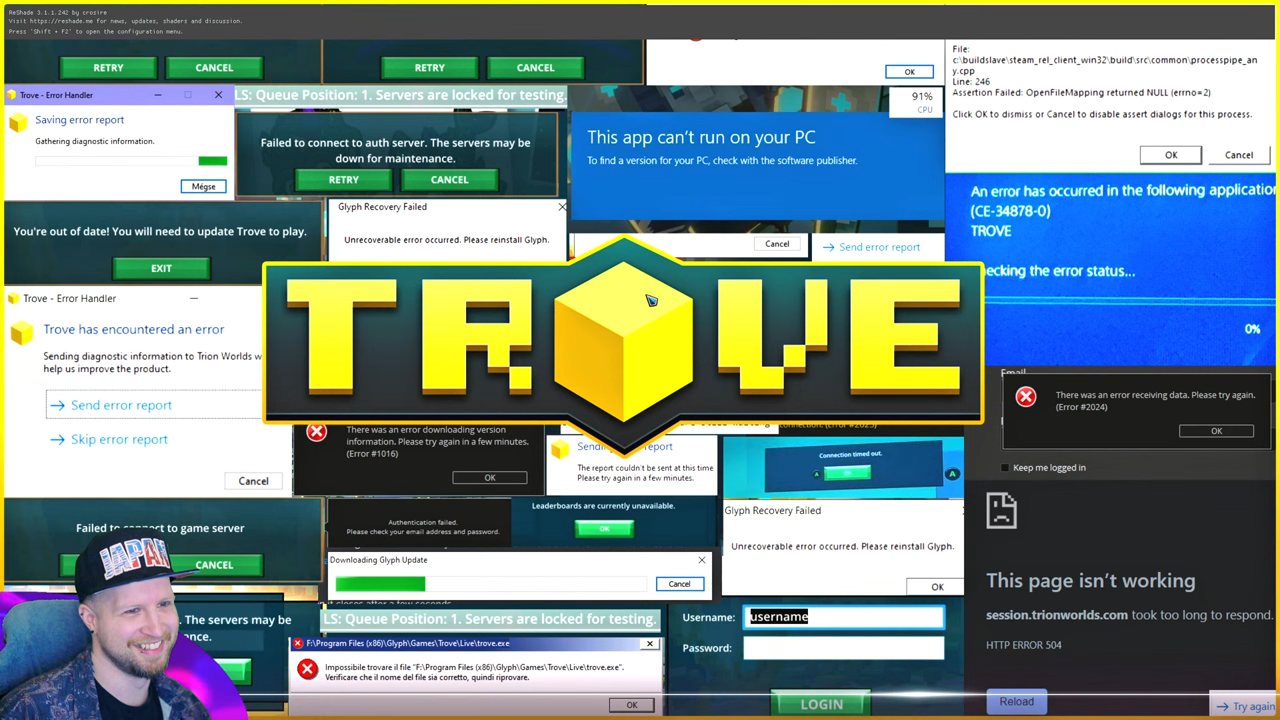 ReShade 3.1.1.242 by crosire
Visit https://reshade.me for news, updates, shaders and discussion.
Press 'Shift + F2' to open the configuration menu.
RETRY
CANCEL
RETRY
CANCEL
OK
File:
c:\buildslave\steam_rel_client_win32\build\src\common\processpipe_an
y.cpp
Line: 246
Assertion Failed: OpenFileMapping returned NULL (errno=2)
Click OK to dismiss or Cancel to disable assert dialogs for this process.
OK
Cancel
Trove - Error Handler
Saving error report
Gathering diagnostic information.
Mégse
LS: Queue Position: 1. Servers are locked for testing.
Failed to connect to auth server. The servers may be
down for maintenance.
RETRY
CANCEL
91%
CPU
This app can't run on your PC
To find a version for your PC, check with the software publisher.
An error has occurred in the following application
(CE-34878-0)
TROVE
ecking the error status...
0%
You're out of date! You will need to update Trove to play.
EXIT
Glyph Recovery Failed
Unrecoverable error occurred. Please reinstall Glyph.
Cancel
Send error report
TROVE
Trove - Error Handler
Trove has encountered an error
Sending diagnostic information to Trion Worlds w
help us improve the product.
Send error report
Skip error report
Cancel
There was an error downloading version
information. Please try again in a few minutes.
(Error #1016)
OK
report
The report couldn't be sent at this time
Please try again in a few minutes.
Connection timed out.
OK
A
A
Email
There was an error receiving data. Please try again.
(Error #2024)
OK
Keep me logged in
Failed to connect to game server
CANCEL
Authentication failed.
Please check your email address and password.
Leaderboards are currently unavailable.
OK
Glyph Recovery Failed
Unrecoverable error occurred. Please reinstall Glyph.
OK
Downloading Glyph Update
Cancel
it closes after a few seconds
This page isn't working
session.trionworlds.com took too long to respond.
HTTP ERROR 504
Reload
Try again
JAPAN
he servers may be
nance.
LS: Queue Position: 1. Servers are locked for testing.
F:\Program Files (x86)\Glyph\Games\Trove\Live\trove.exe
Impossibile trovare il file "F:\Program Files (x86)\Glyph\Games\Trove\Live\trove.exe".
Verificare che il nome del file sia corretto, quindi riprovare.
OK
Username:
username
Password:
LOGIN